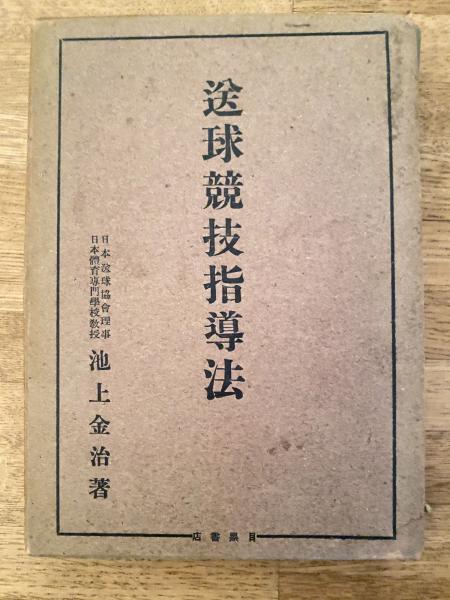 送球競技指導法
日本送球協會理事
日本體育專門學校敎授
池上金治著
目黒書店